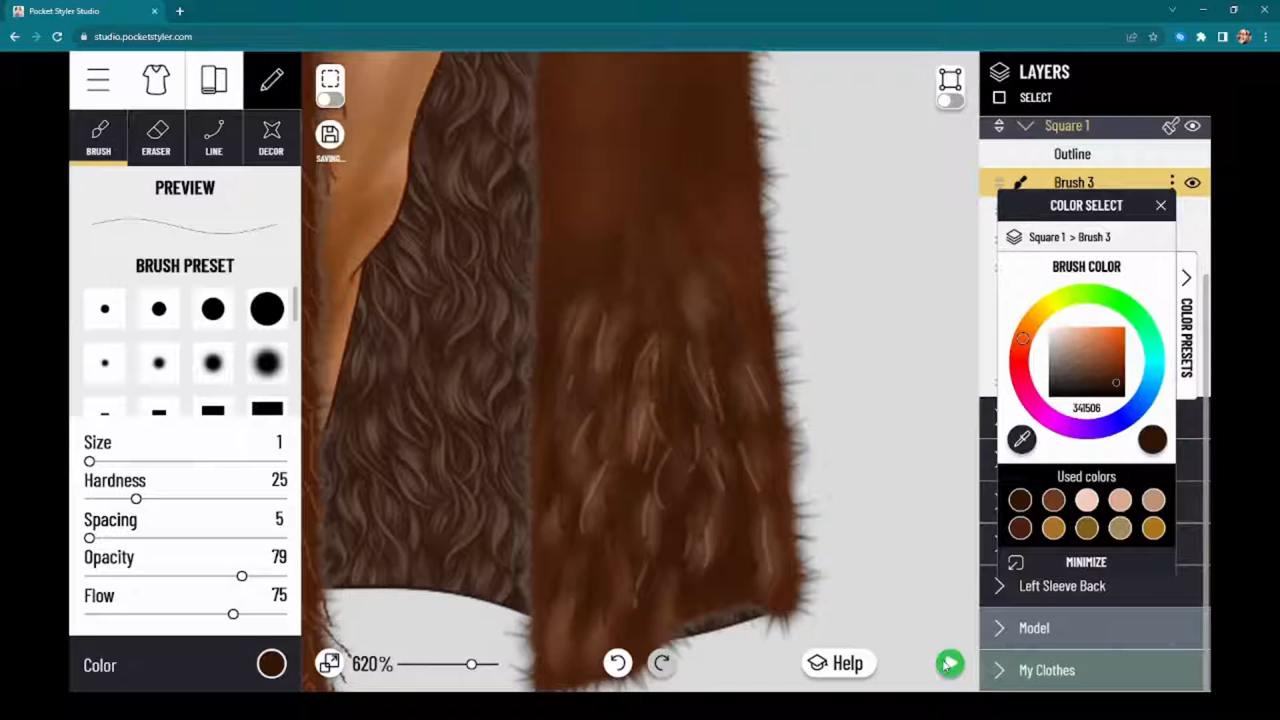 Pocket Styler Studio
studio.pocketstyler.com
BRUSH
ERASER
LINE
DECOR
PREVIEW
BRUSH PRESET
Size 1
Hardness 25
Spacing 5
Opacity 79
Flow 75
Color
SAVING...
620%
Help
LAYERS
SELECT
Square 1
Outline
Brush 3
COLOR SELECT
Square 1 > Brush 3
BRUSH COLOR
341506
COLOR PRESETS
Used colors
MINIMIZE
Left Sleeve Back
Model
My Clothes